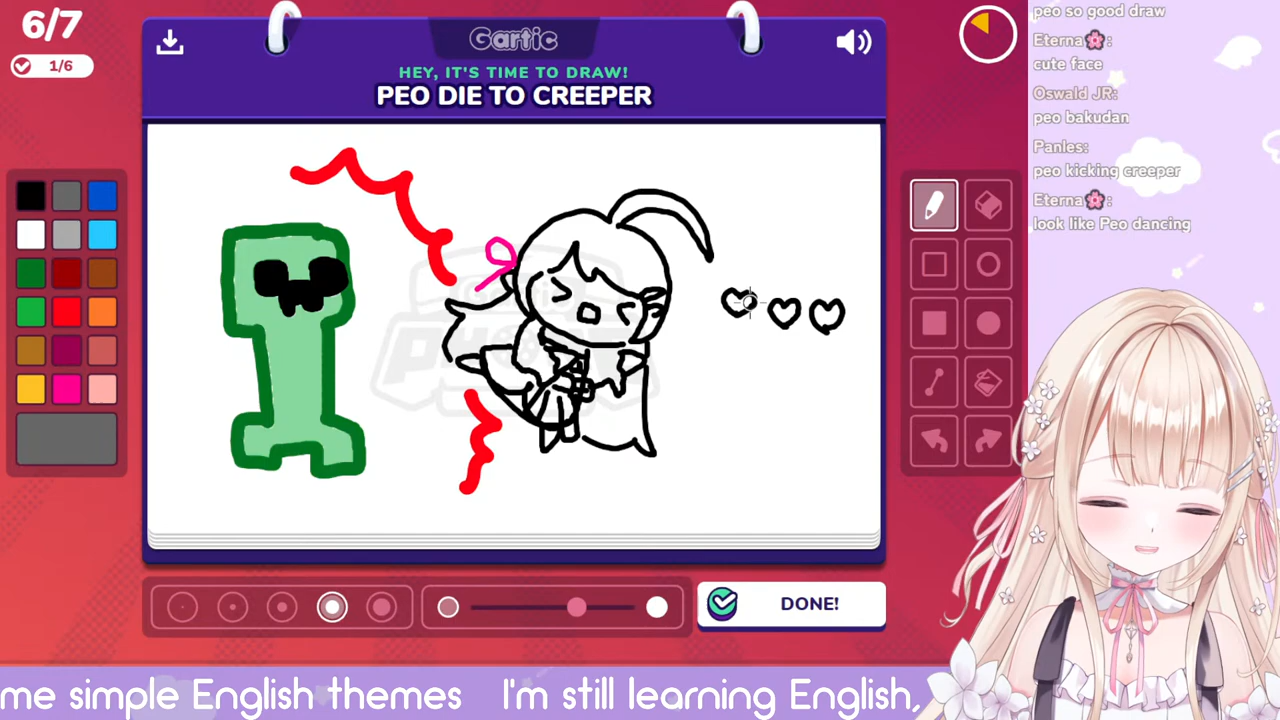 6/7
1/6
Gartic
HEY, IT'S TIME TO DRAW!
PEO DIE TO CREEPER
DONE!
peo so good draw
Eterna🌸:
cute face
Oswald JR:
peo bakudan
Panles:
peo kicking creeper
Eterna🌸:
look like Peo dancing
me simple English themes I'm still learning English,